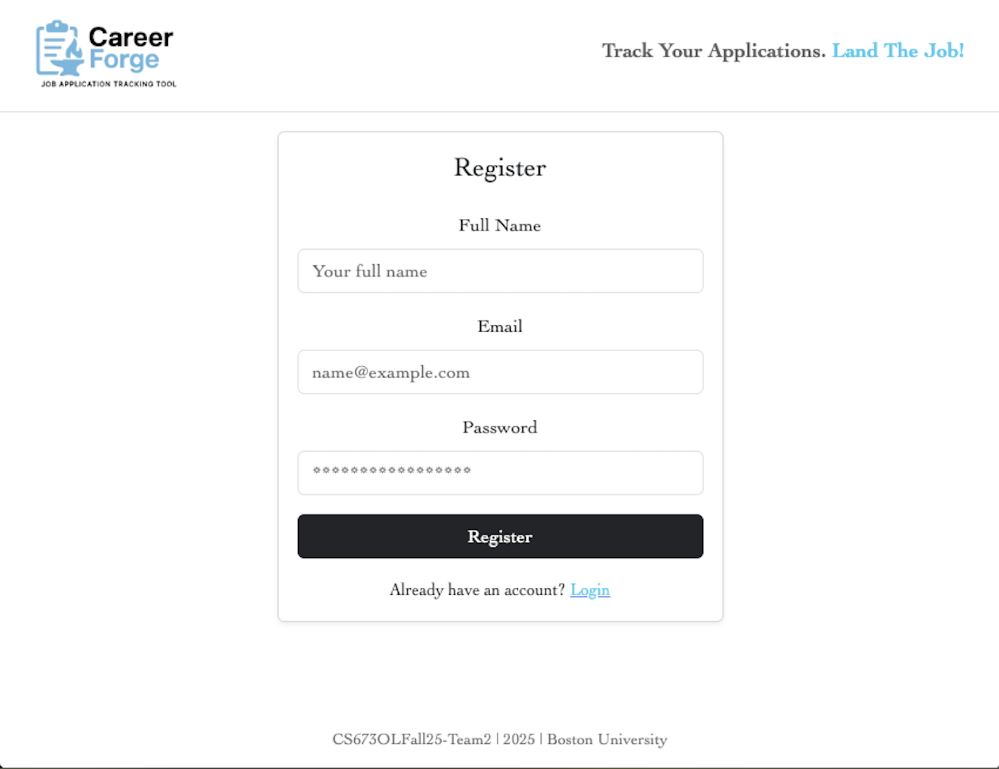 Career
Forge
JOB APPLICATION TRACKING TOOL
Track Your Applications. Land The Job!
Register
Full Name
Your full name
Email
name@example.com
Password
*****************
Register
Already have an account? Login
CS673OLFall25-Team2 | 2025 | Boston University